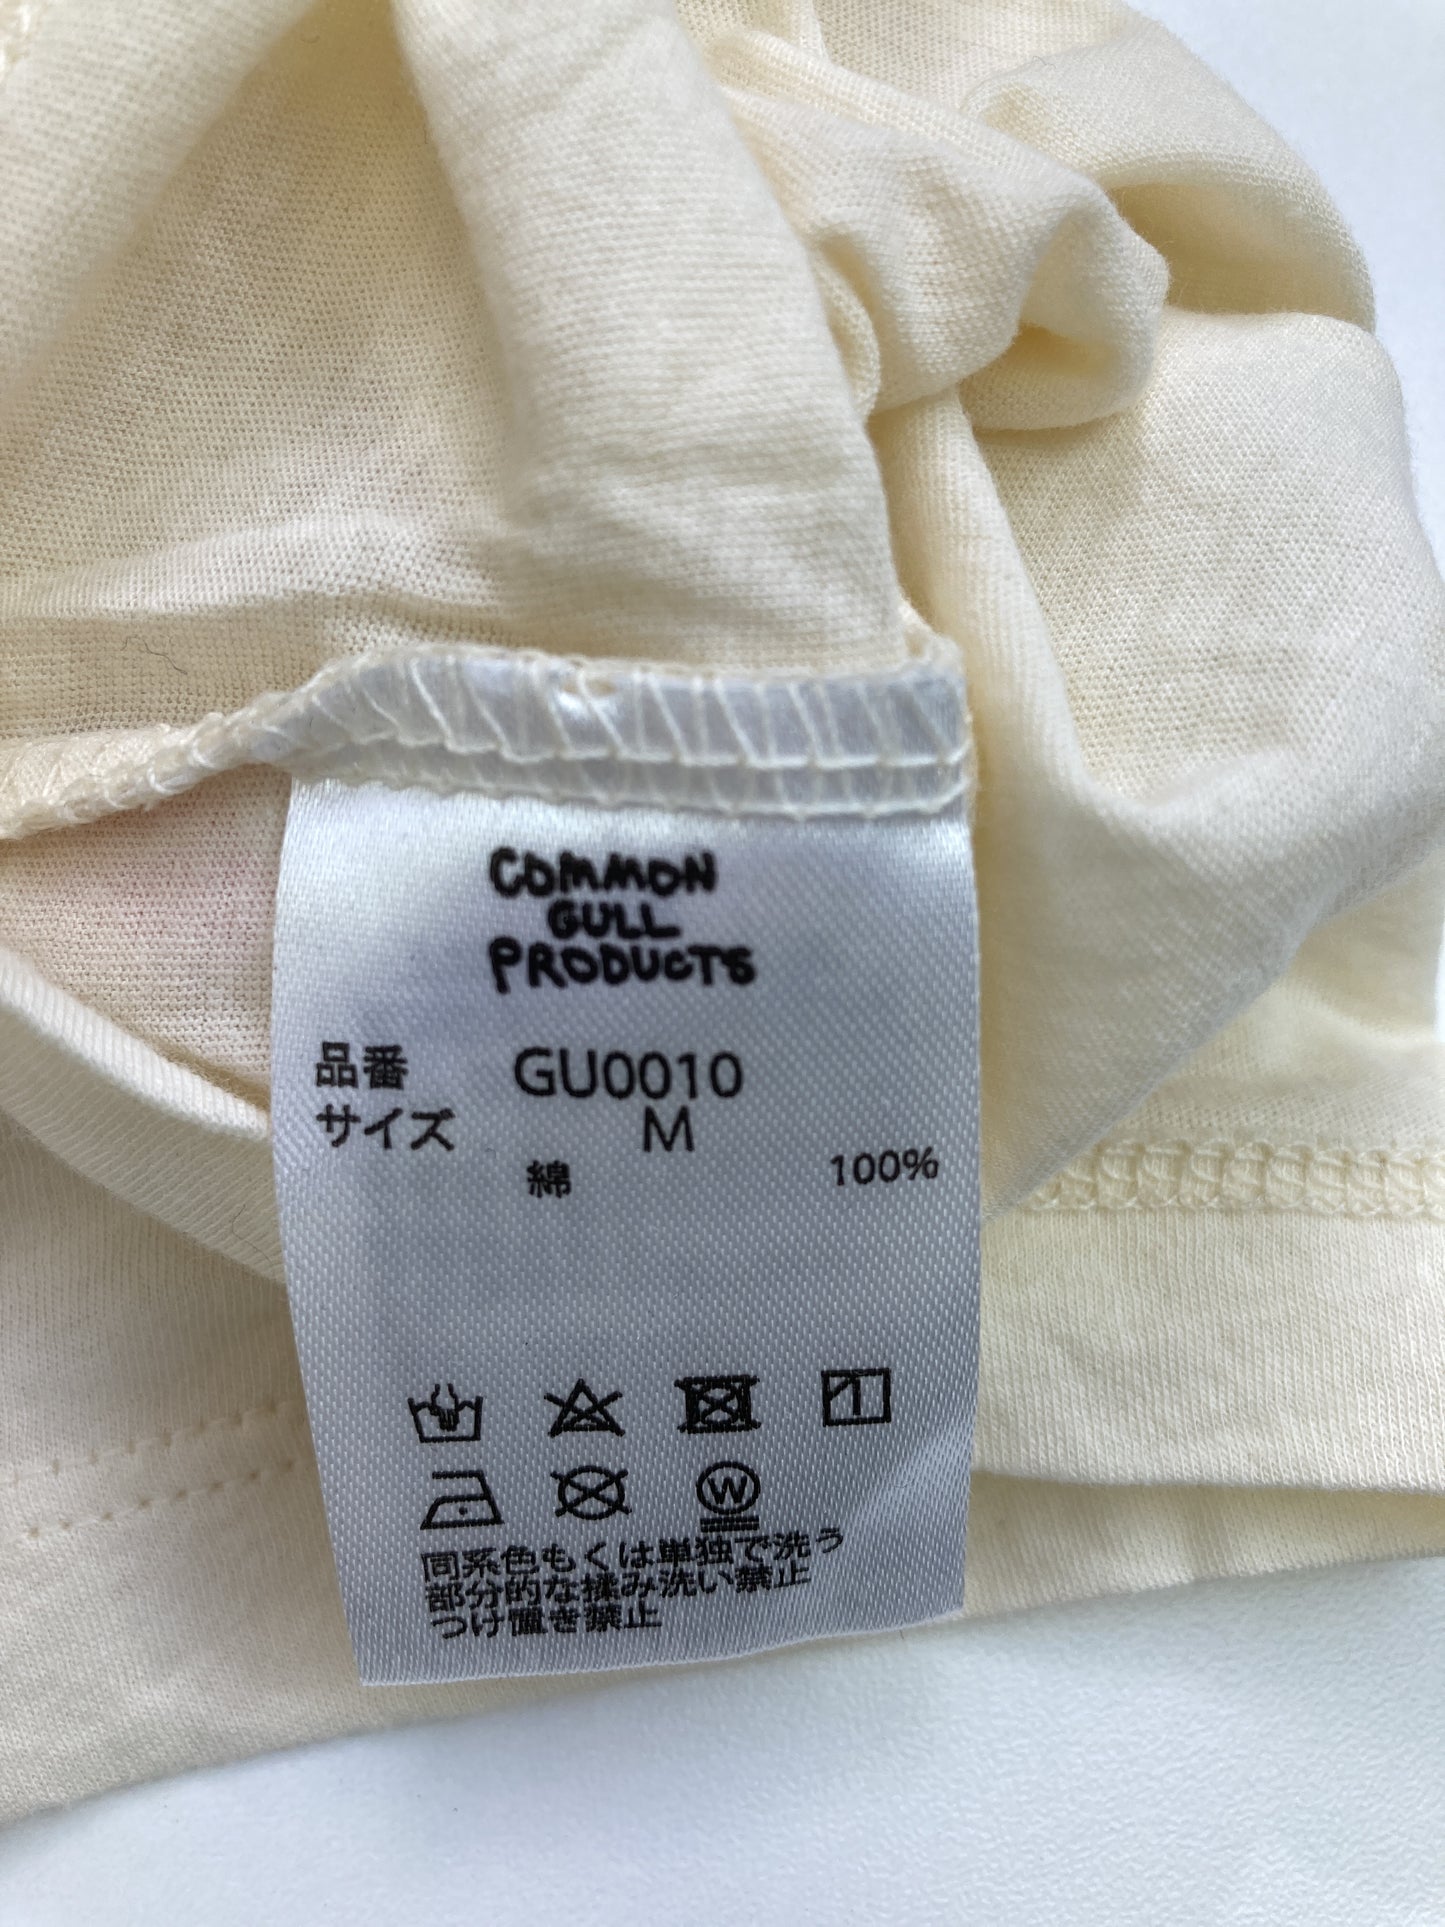 COMMON
GULL
PRODUCTS
品番 GU0010
サイズ M
綿 100%
W
同系色もくは単独で洗う
部分的な揉み洗い禁止
つけ置き禁止